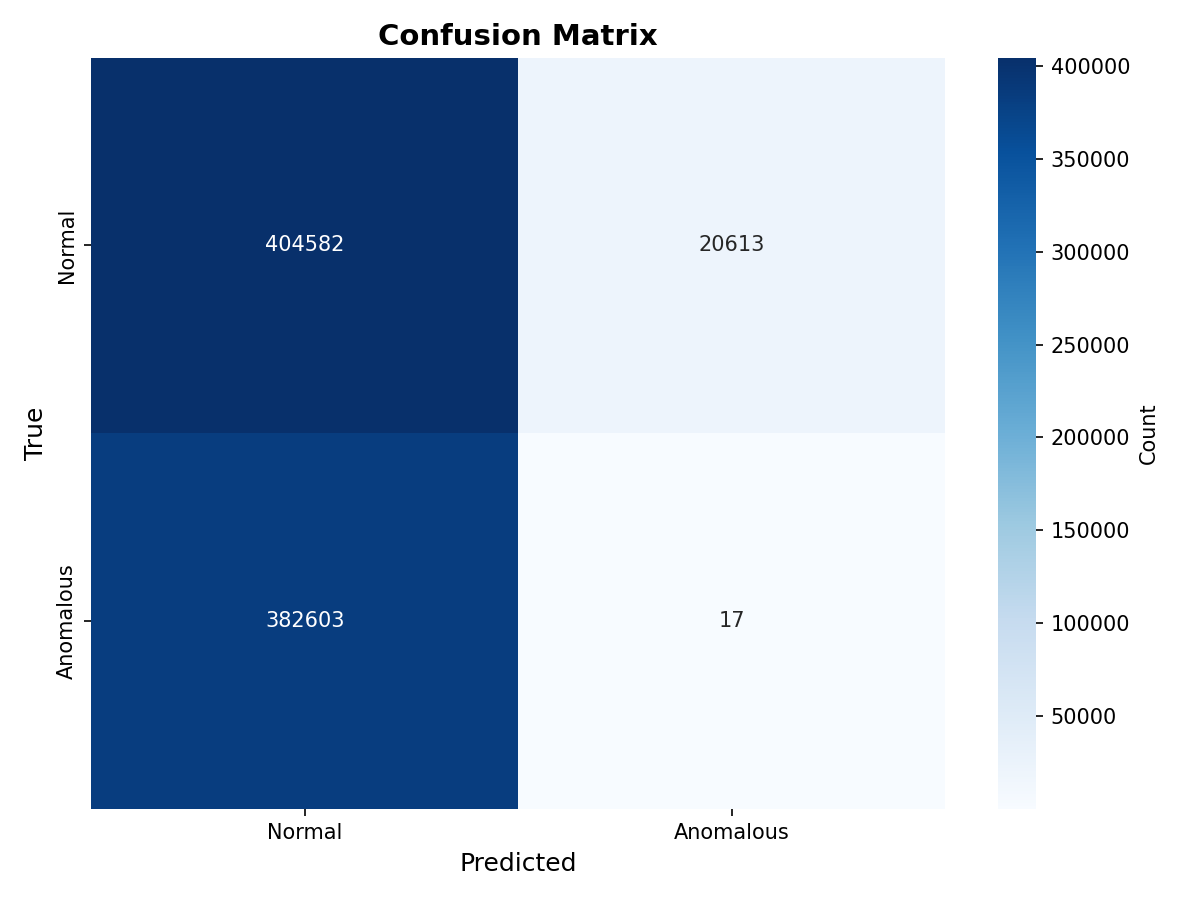 Confusion Matrix
Normal
404582
20613
Anomalous
382603
17
True
Normal
Anomalous
Predicted
400000
350000
300000
250000
200000
150000
100000
50000
Count